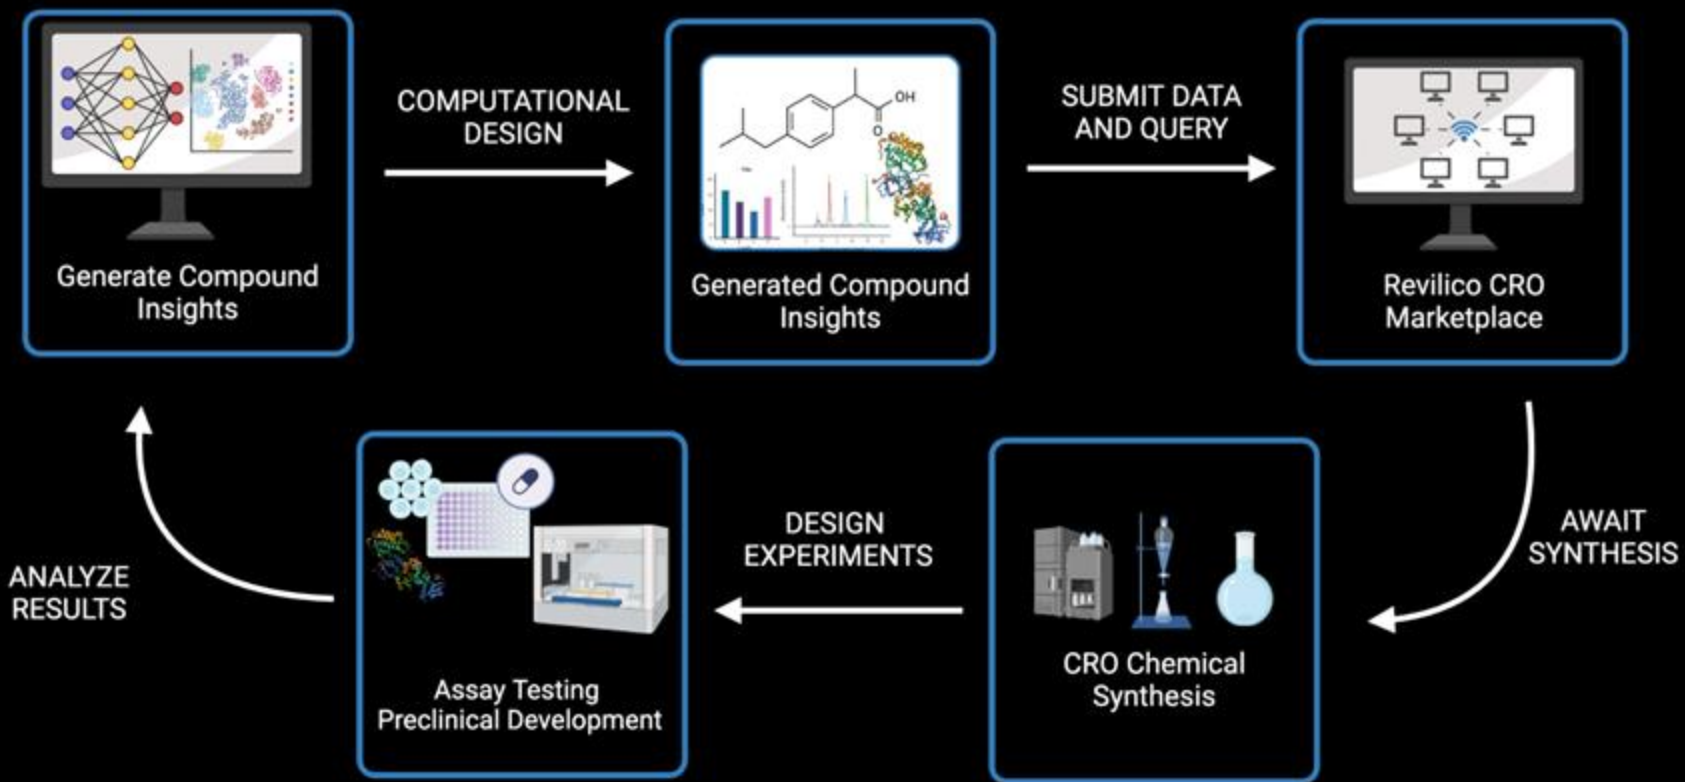 Generate Compound
Insights
COMPUTATIONAL
DESIGN
OH
O
Generated Compound
Insights
SUBMIT DATA
AND QUERY
Revilico CRO
Marketplace
AWAIT
SYNTHESIS
CRO Chemical
Synthesis
DESIGN
EXPERIMENTS
Assay Testing
Preclinical Development
ANALYZE
RESULTS